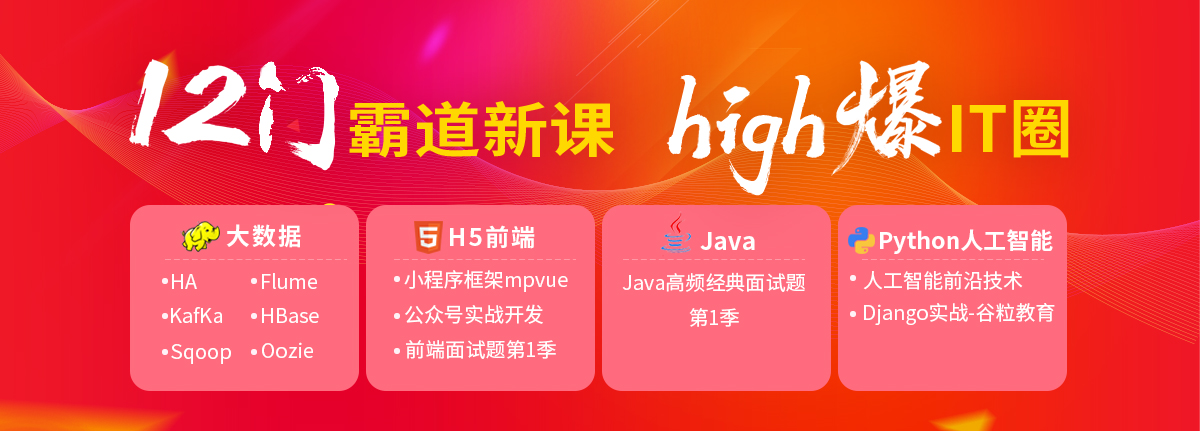 12门霸道新课 high爆IT圈
大数据
•HA •Flume
•KafKa •HBase
•Sqoop •Oozie
H5前端
•小程序框架mpvue
•公众号实战开发
•前端面试题第1季
Java
Java高频经典面试题
第1季
Python人工智能
• 人工智能前沿技术
• Django实战-谷粒教育